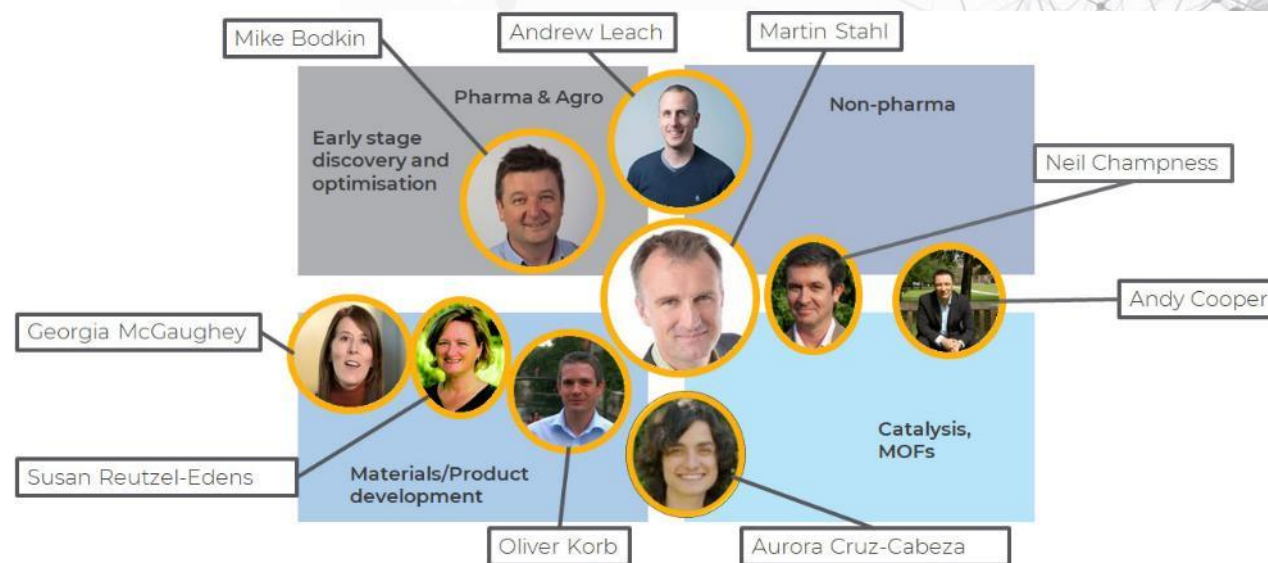 Mike Bodkin
Andrew Leach
Martin Stahl
Pharma & Agro
Non-pharma
Early stage
discovery and
optimisation
Neil Champness
Andy Cooper
Georgia McGaughey
Susan Reutzel-Edens
Materials/Product
development
Catalysis,
MOFs
Oliver Korb
Aurora Cruz-Cabeza